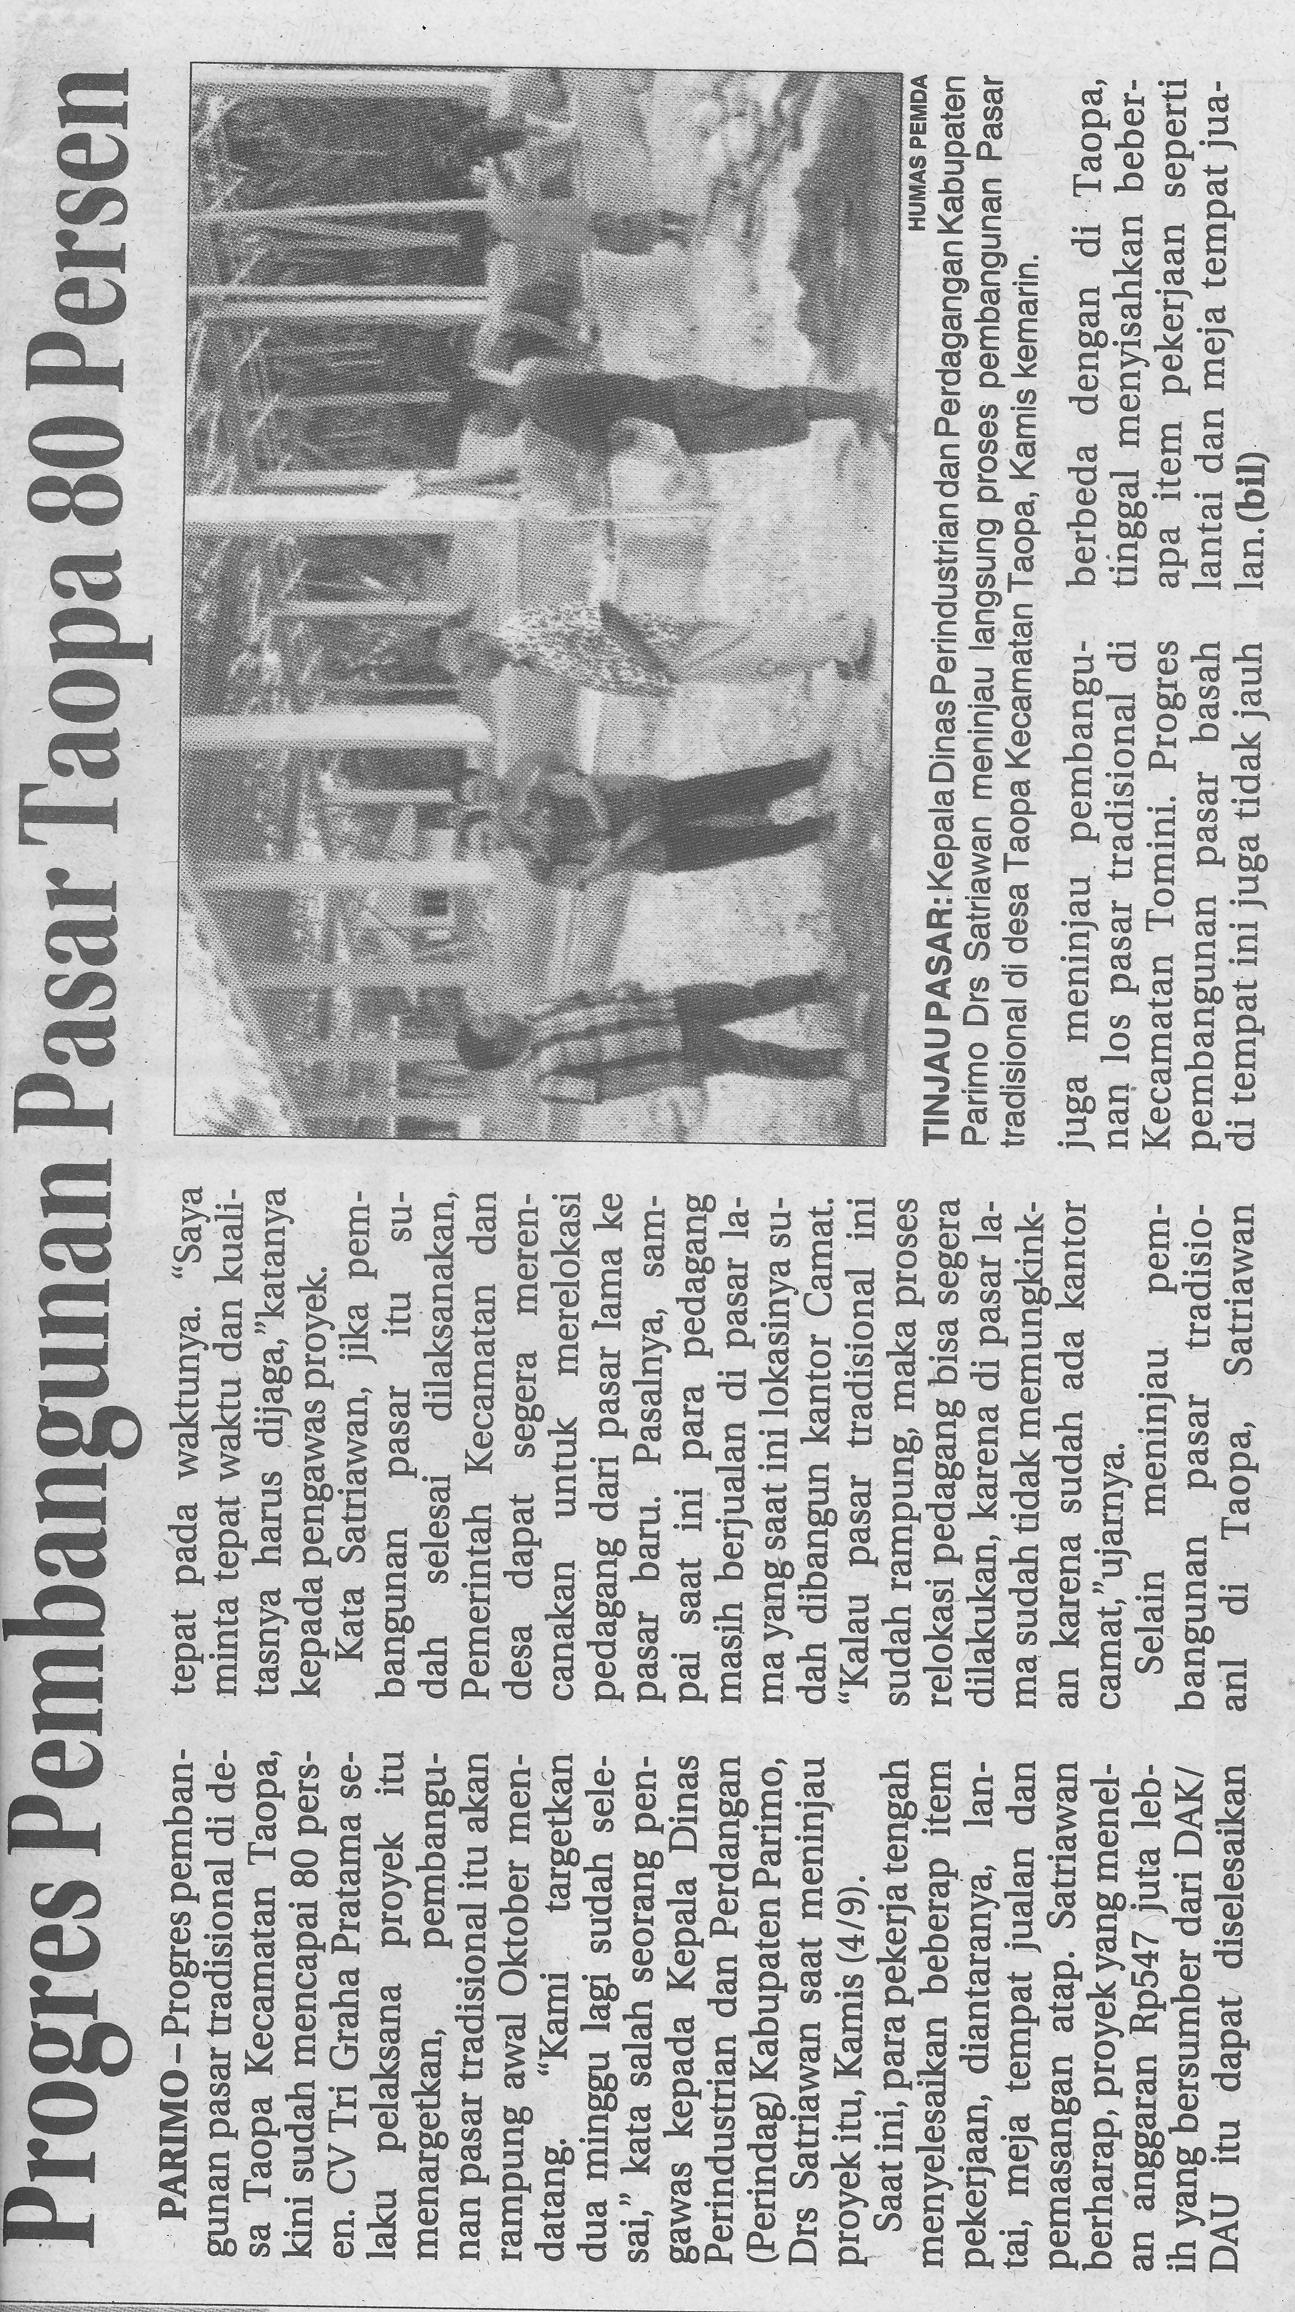 Progres Pembangunan Pasar Taopa 80 Persen
PARIMO – Progres pemban-
gunan pasar tradisional di de-
sa Taopa Kecamatan Taopa,
kini sudah mencapai 80 pers-
en. CV Tri Graha Pratama se-
laku pelaksana proyek itu
menargetkan, pembangu-
nan pasar tradisional itu akan
rampung awal Oktober men-
datang. “Kami targetkan
dua minggu lagi sudah sele-
sai,” kata salah seorang pen-
gawas kepada Kepala Dinas
Perindustrian dan Perdangan
(Perindag) Kabupaten Parimo,
Drs Satriawan saat meninjau
proyek itu, Kamis (4/9).
Saat ini, para pekerja tengah
menyelesaikan beberap item
pekerjaan, diantaranya, lan-
tai, meja tempat jualan dan
pemasangan atap. Satriawan
berharap, proyek yang menel-
an anggaran Rp547 juta leb-
ih yang bersumber dari DAK/
DAU itu dapat diselesaikan
tepat pada waktunya. “Saya
minta tepat waktu dan kuali-
tasnya harus dijaga,”katanya
kepada pengawas proyek.
Kata Satriawan, jika pem-
bangunan pasar itu su-
dah selesai dilaksanakan,
Pemerintah Kecamatan dan
desa dapat segera meren-
canakan untuk merelokasi
pedagang dari pasar lama ke
pasar baru. Pasalnya, sam-
pai saat ini para pedagang
masih berjualan di pasar la-
ma yang saat ini lokasinya su-
dah dibangun kantor Camat.
“Kalau pasar tradisional ini
sudah rampung, maka proses
relokasi pedagang bisa segera
dilakukan, karena di pasar la-
ma sudah tidak memungkink-
an karena sudah ada kantor
camat,”ujarnya.
Selain meninjau pem-
bangunan pasar tradisio-
anl di Taopa, Satriawan
HUMAS PEMDA
TINJAU PASAR: Kepala Dinas Perindustrian dan Perdagangan Kabupaten
Parimo Drs Satriawan meninjau langsung proses pembangunan Pasar
tradisional di desa Taopa Kecamatan Taopa, Kamis kemarin.
juga meninjau pembangu-
nan los pasar tradisional di
Kecamatan Tomini. Progres
pembangunan pasar basah
di tempat ini juga tidak jauh
berbeda dengan di Taopa,
tinggal menyisahkan beber-
apa item pekerjaan seperti
lantai dan meja tempat jua-
lan.(bil)